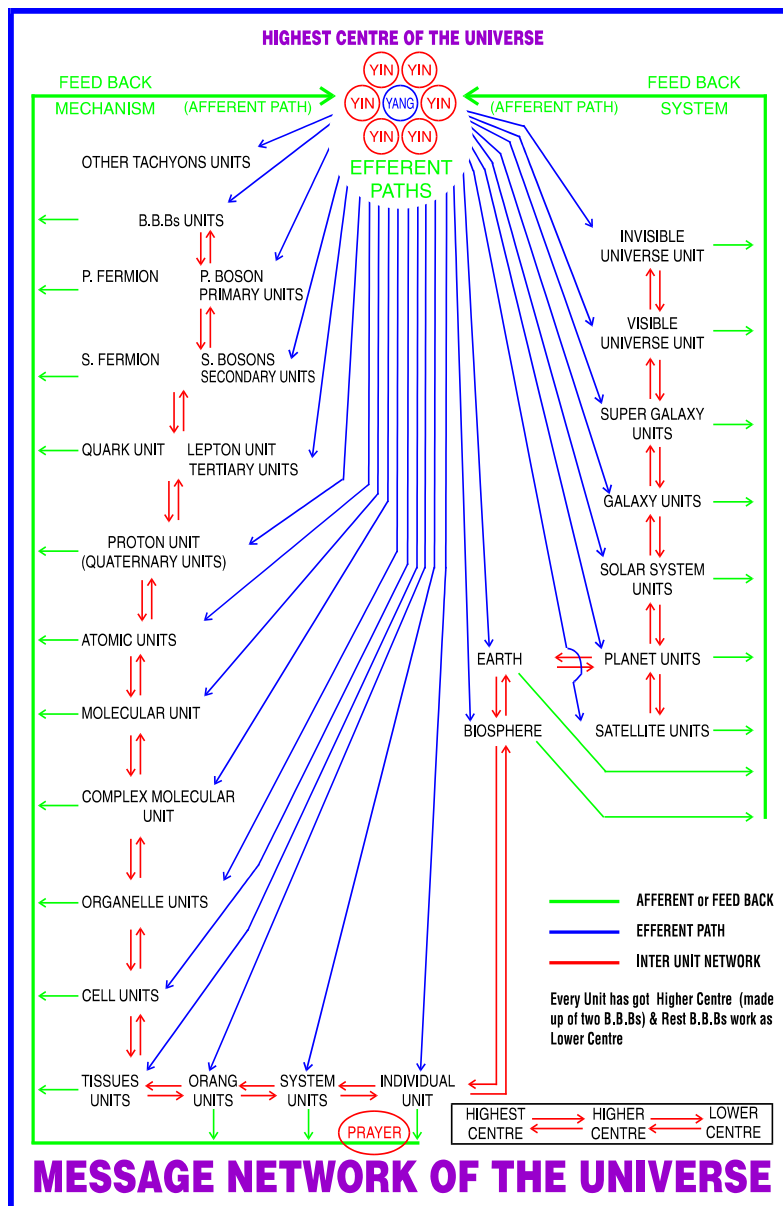 HIGHEST CENTRE OF THE UNIVERSE
YIN YIN
YIN YANG YIN
YIN YIN
FEED BACK
MECHANISM (AFFERENT PATH)
FEED BACK
(AFFERENT PATH) SYSTEM
EFFERENT
PATHS
OTHER TACHYONS UNITS
B.B.Bs UNITS
P. FERMION P. BOSON
PRIMARY UNITS
S. FERMION S. BOSONS
SECONDARY UNITS
QUARK UNIT LEPTON UNIT
TERTIARY UNITS
PROTON UNIT
(QUATERNARY UNITS)
ATOMIC UNITS
MOLECULAR UNIT
COMPLEX MOLECULAR
UNIT
ORGANELLE UNITS
CELL UNITS
TISSUES
UNITS
ORANG
UNITS
SYSTEM
UNITS
INDIVIDUAL
UNIT
PRAYER
INVISIBLE
UNIVERSE UNIT
VISIBLE
UNIVERSE UNIT
SUPER GALAXY
UNITS
GALAXY UNITS
SOLAR SYSTEM
UNITS
EARTH
PLANET UNITS
BIOSPHERE
SATELLITE UNITS
AFFERENT or FEED BACK
EFFERENT PATH
INTER UNIT NETWORK
Every Unit has got Higher Centre (made
up of two B.B.Bs) & Rest B.B.Bs work as
Lower Centre
HIGHEST HIGHER LOWER
CENTRE CENTRE CENTRE
MESSAGE NETWORK OF THE UNIVERSE